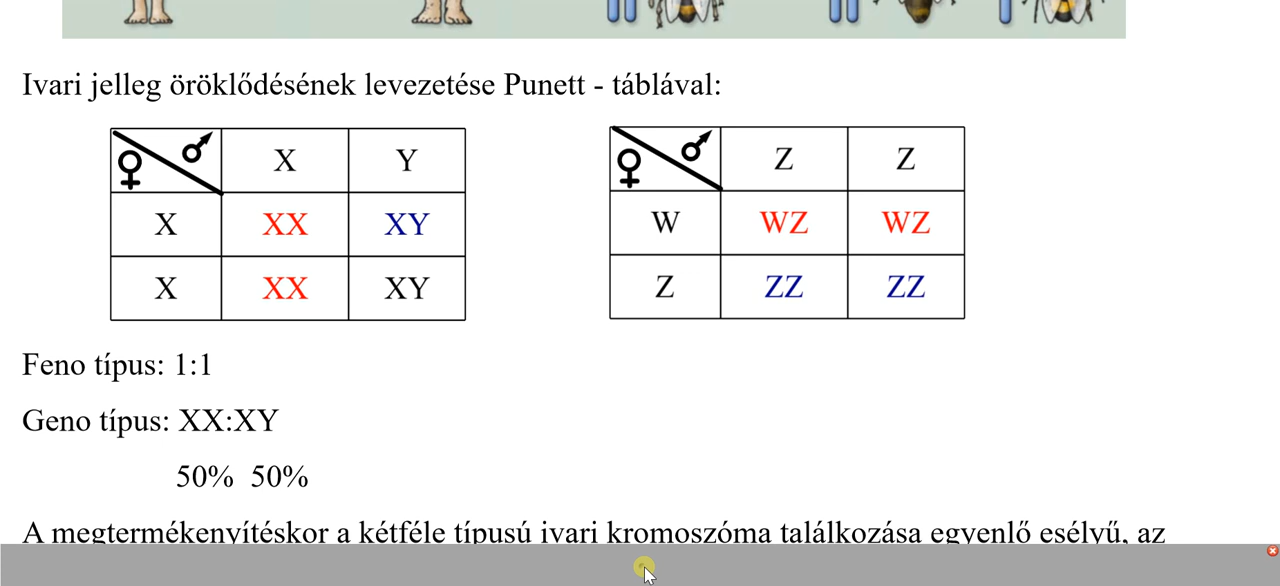 Ivari jelleg öröklődésének levezetése Punett - táblával:
X Y
X XX XY
X XX XY
Z Z
W WZ WZ
Z ZZ ZZ
Feno típus: 1:1
Geno típus: XX:XY
50% 50%
A megtermékenyítéskor a kétféle típusú ivari kromoszóma találkozása egyenlő esélyű, az